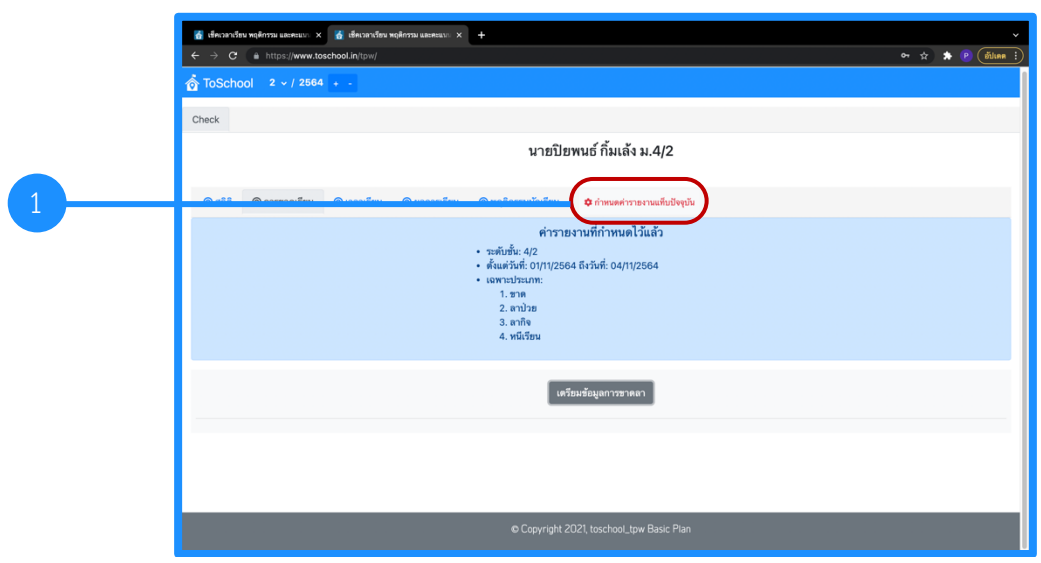 เช็คเวลาเรียน พฤติกรรม และคะแนน
เช็คเวลาเรียน พฤติกรรม และคะแนน
https://www.toschool.in/tpw/
P
อัปเดต
ToSchool 2 / 2564 + -
Check
นายปิยพนธ์ กิ้มเล้ง ม.4/2
1
กำหนดค่ารายงานแท็บปัจจุบัน
ค่ารายงานที่กำหนดไว้แล้ว
• ระดับชั้น: 4/2
• ตั้งแต่วันที่: 01/11/2564 ถึงวันที่: 04/11/2564
• เฉพาะประเภท:
1. ขาด
2. ลาป่วย
3. ลากิจ
4. หนีเรียน
เตรียมข้อมูลการขาดลา
© Copyright 2021, toschool_tpw Basic Plan